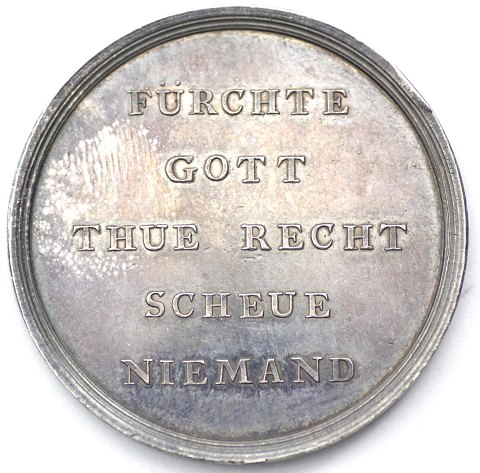 FÜRCHTE
GOTT
THUE RECHT
SCHEUE
NIEMAND